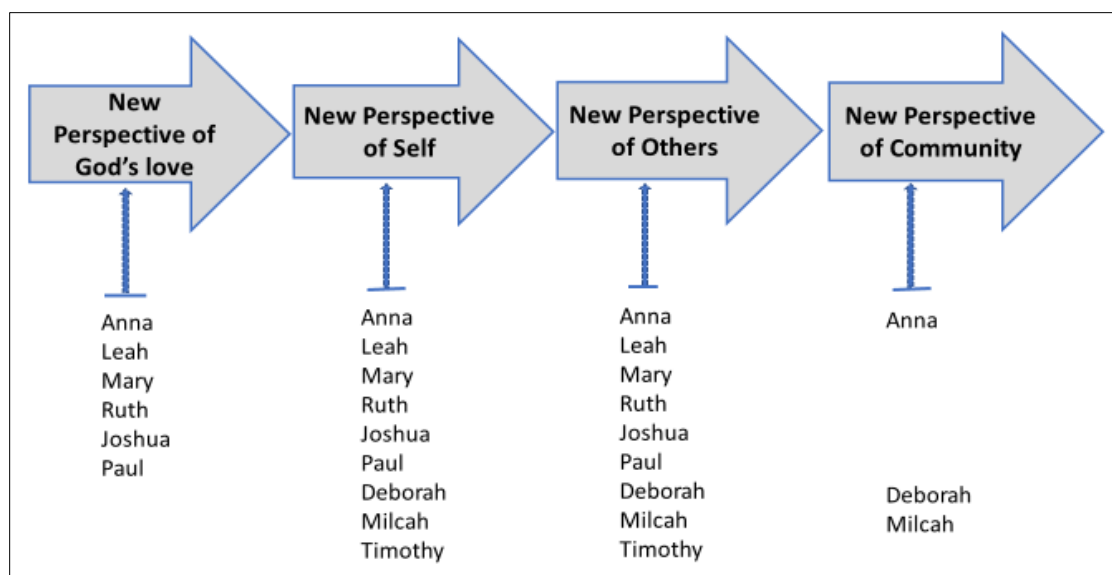 New
Perspective of
God's love
New Perspective
of Self
New Perspective
of Others
New Perspective
of Community
Anna
Leah
Mary
Ruth
Joshua
Paul
Anna
Leah
Mary
Ruth
Joshua
Paul
Deborah
Milcah
Timothy
Anna
Leah
Mary
Ruth
Joshua
Paul
Deborah
Milcah
Timothy
Anna
Deborah
Milcah